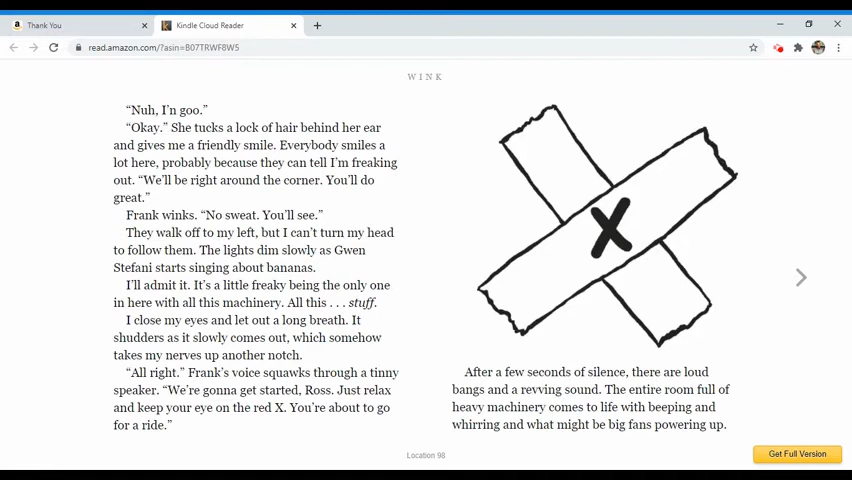 Thank You
Kindle Cloud Reader
read.amazon.com/?asin=B07TRWF8W5
WINK
“Nuh, I’n goo.”
“Okay.” She tucks a lock of hair behind her ear
and gives me a friendly smile. Everybody smiles a
lot here, probably because they can tell I’m freaking
out. “We’ll be right around the corner. You’ll do
great.”
Frank winks. “No sweat. You’ll see.”
They walk off to my left, but I can’t turn my head
to follow them. The lights dim slowly as Gwen
Stefani starts singing about bananas.
I’ll admit it. It’s a little freaky being the only one
in here with all this machinery. All this . . . stuff.
I close my eyes and let out a long breath. It
shudders as it slowly comes out, which somehow
takes my nerves up another notch.
“All right.” Frank’s voice squawks through a tinny
speaker. “We’re gonna get started, Ross. Just relax
and keep your eye on the red X. You’re about to go
for a ride.”
X
After a few seconds of silence, there are loud
bangs and a revving sound. The entire room full of
heavy machinery comes to life with beeping and
whirring and what might be big fans powering up.
Location 98
Get Full Version